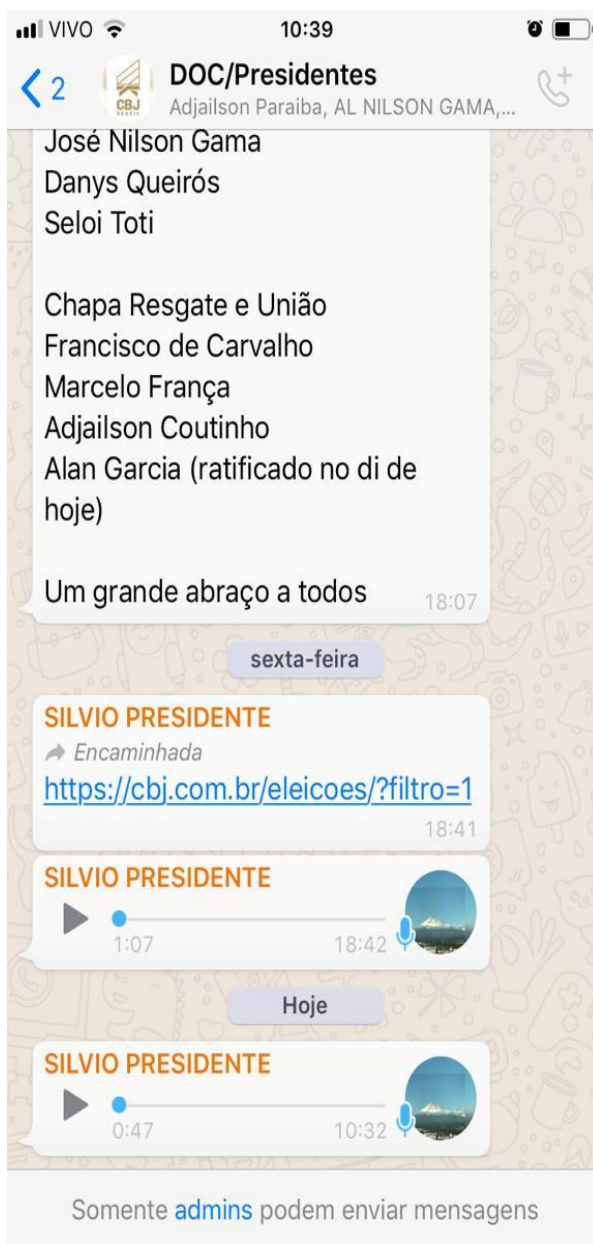 VIVO
10:39
2
CBJ
BRASIL
DOC/Presidentes
Adjailson Paraiba, AL NILSON GAMA,...
José Nilson Gama
Danys Queirós
Seloi Toti
Chapa Resgate e União
Francisco de Carvalho
Marcelo França
Adjailson Coutinho
Alan Garcia (ratificado no di de
hoje)
Um grande abraço a todos
18:07
sexta-feira
SILVIO PRESIDENTE
Encaminhada
https://cbj.com.br/eleicoes/?filtro=1
18:41
SILVIO PRESIDENTE
1:07
18:42
Hoje
SILVIO PRESIDENTE
0:47
10:32
Somente admins podem enviar mensagens